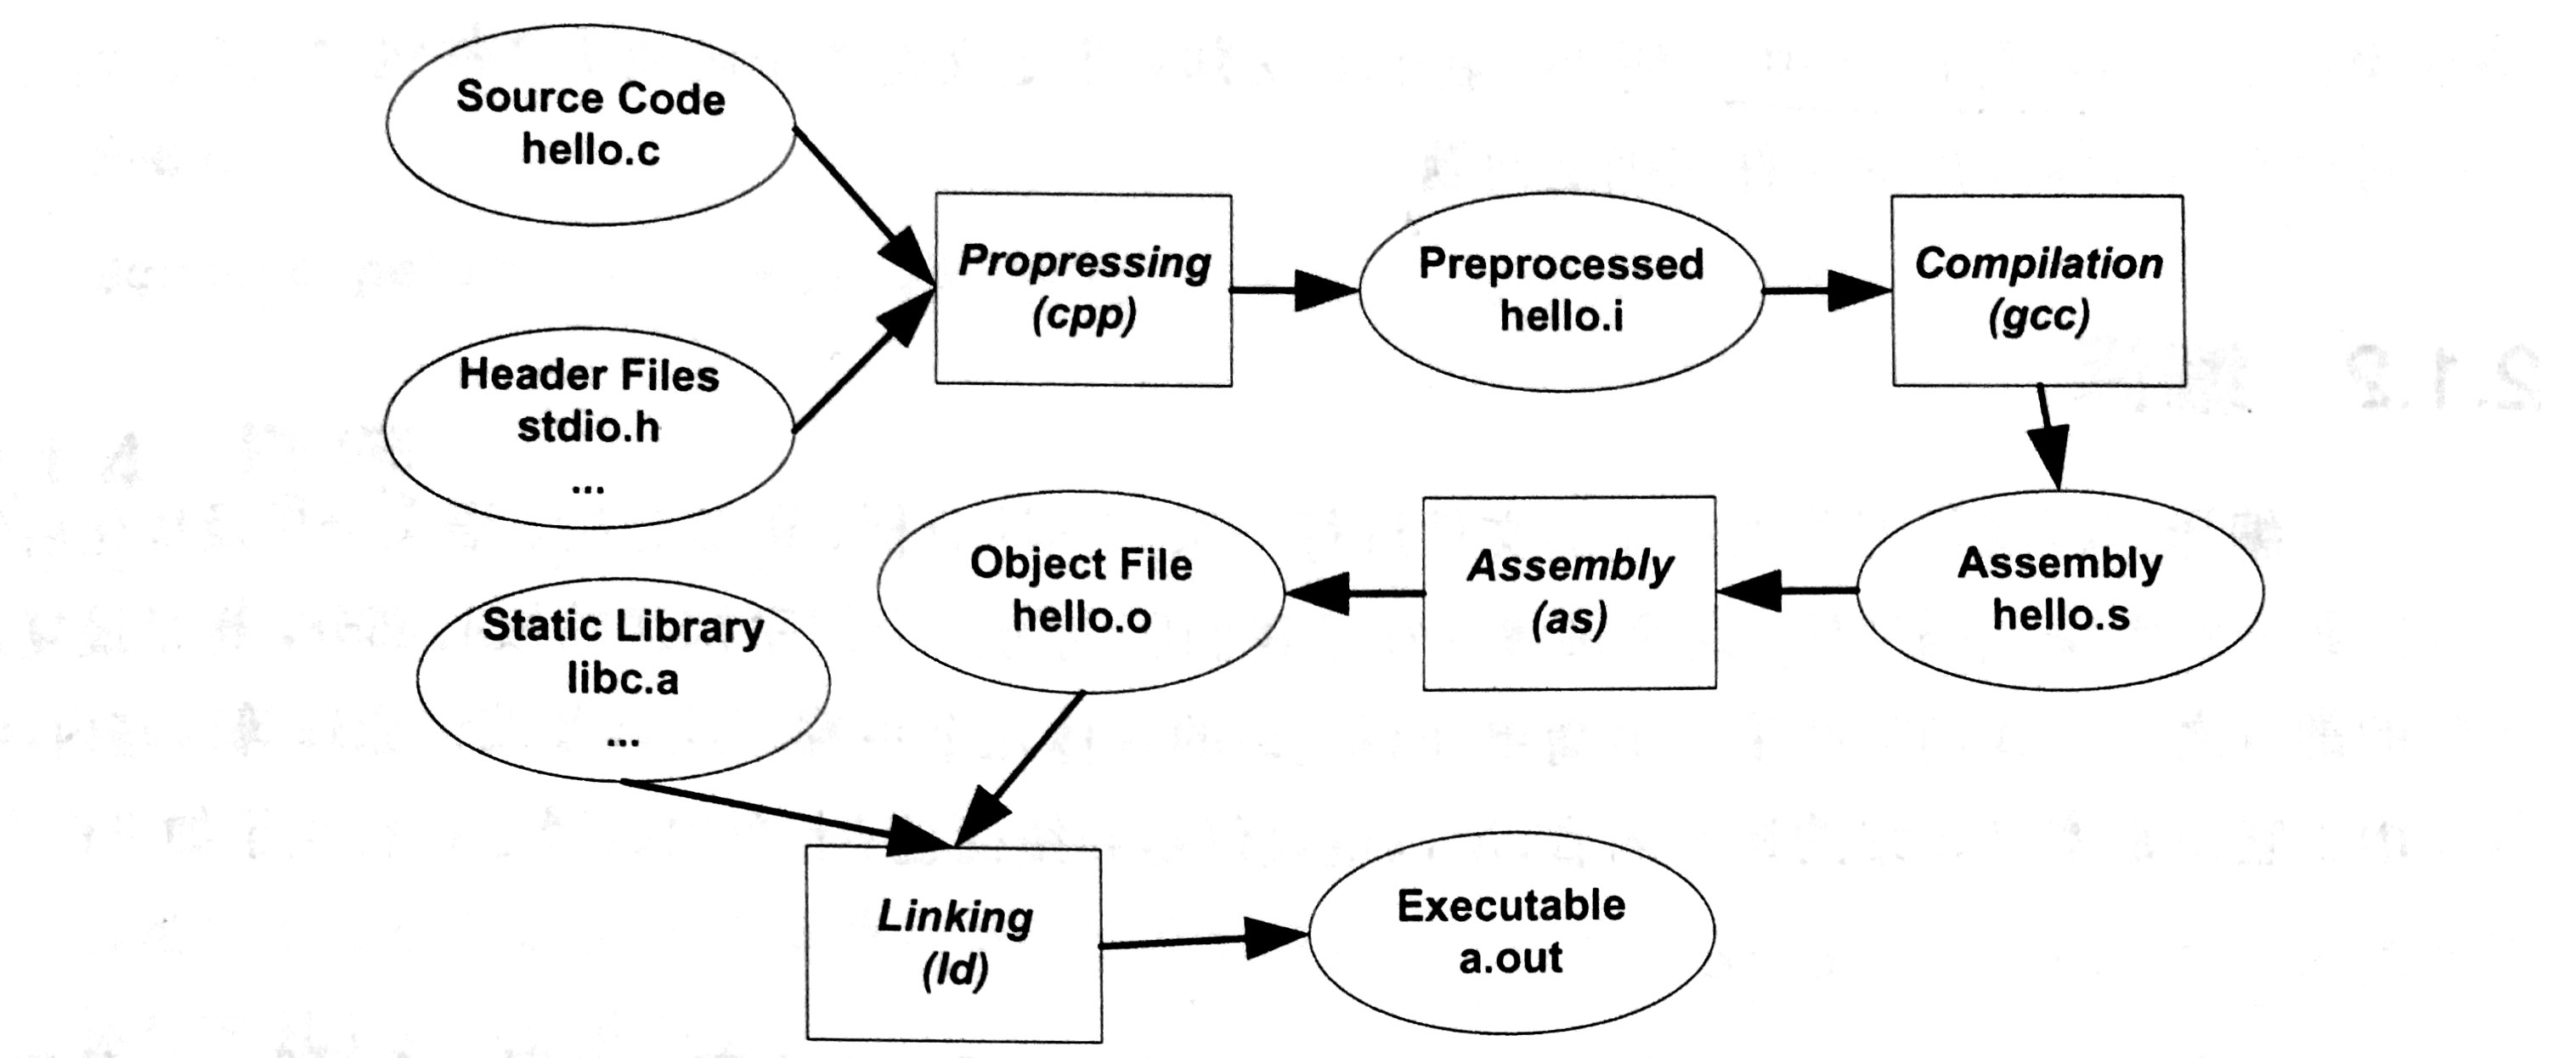 Source Code
hello.c
Header Files
stdio.h
...
Propressing
(cpp)
Preprocessed
hello.i
Compilation
(gcc)
Assembly
hello.s
Assembly
(as)
Object File
hello.o
Static Library
libc.a
...
Linking
(ld)
Executable
a.out